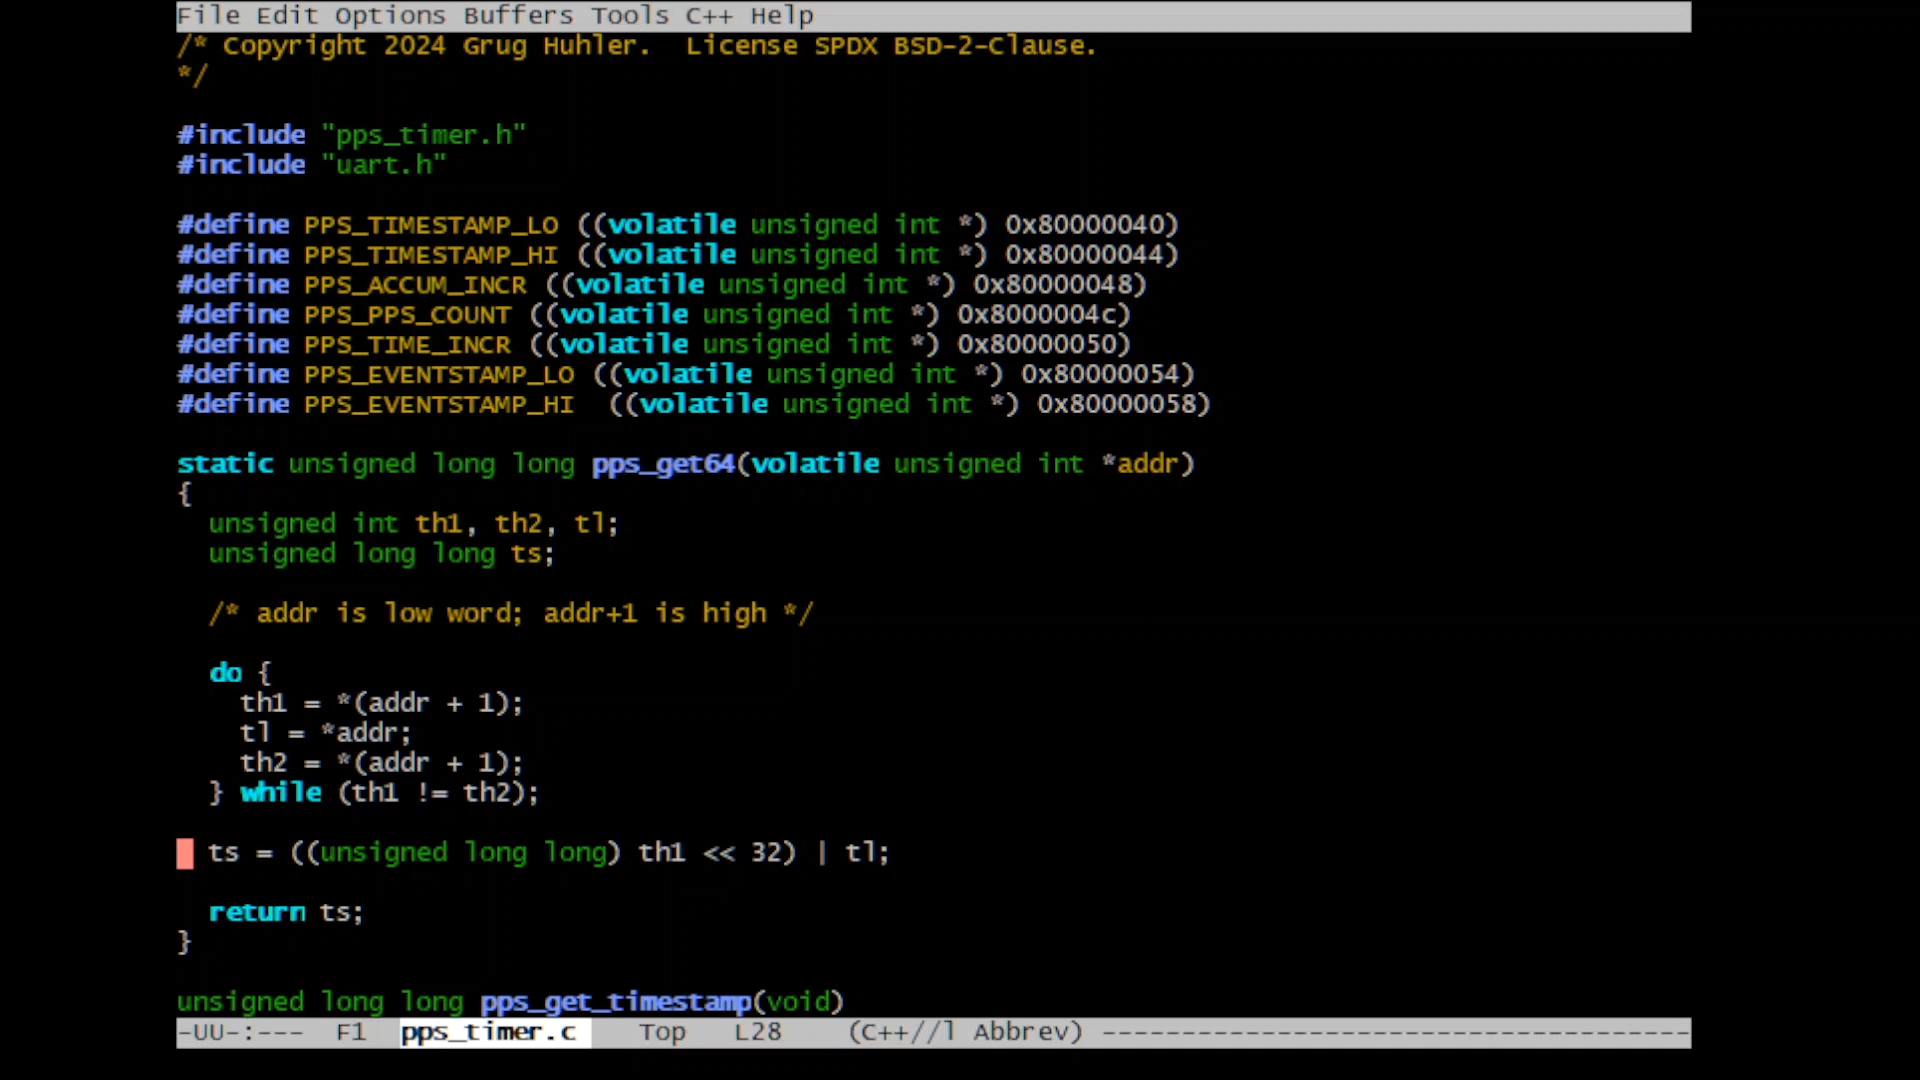 File Edit Options Buffers Tools C++ Help
/* Copyright 2024 Grug Huhler.  License SPDX BSD-2-Clause.
*/
#include "pps_timer.h"
#include "uart.h"
#define PPS_TIMESTAMP_LO ((volatile unsigned int *) 0x80000040)
#define PPS_TIMESTAMP_HI ((volatile unsigned int *) 0x80000044)
#define PPS_ACCUM_INCR ((volatile unsigned int *) 0x80000048)
#define PPS_PPS_COUNT ((volatile unsigned int *) 0x8000004c)
#define PPS_TIME_INCR ((volatile unsigned int *) 0x80000050)
#define PPS_EVENTSTAMP_LO ((volatile unsigned int *) 0x80000054)
#define PPS_EVENTSTAMP_HI  ((volatile unsigned int *) 0x80000058)
static unsigned long long pps_get64(volatile unsigned int *addr)
{
  unsigned int th1, th2, tl;
  unsigned long long ts;
  /* addr is low word; addr+1 is high */
  do {
    th1 = *(addr + 1);
    tl = *addr;
    th2 = *(addr + 1);
  } while (th1 != th2);
  ts = ((unsigned long long) th1 << 32) | tl;
  return ts;
}
unsigned long long pps_get_timestamp(void)
-UU-:---  F1  pps_timer.c    Top   L28    (C++//l Abbrev) -------------------------------------